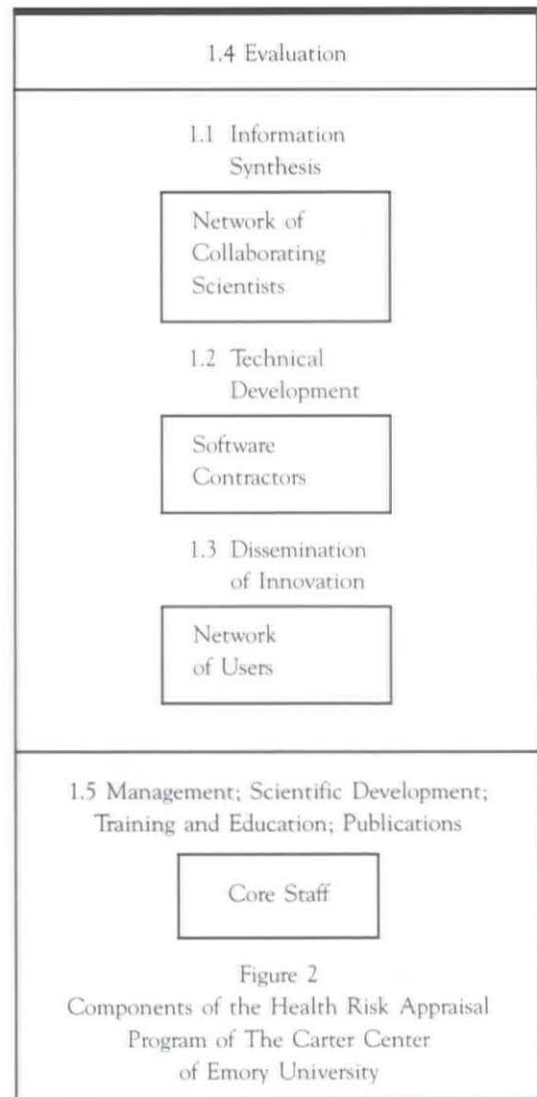 1.4 Evaluation
1.1 Information
Synthesis
Network of
Collaborating
Scientists
1.2 Technical
Development
Software
Contractors
1.3 Dissemination
of Innovation
Network
of Users
1.5 Management; Scientific Development;
Training and Education; Publications
Core Staff
Figure 2
Components of the Health Risk Appraisal
Program of The Carter Center
of Emory University